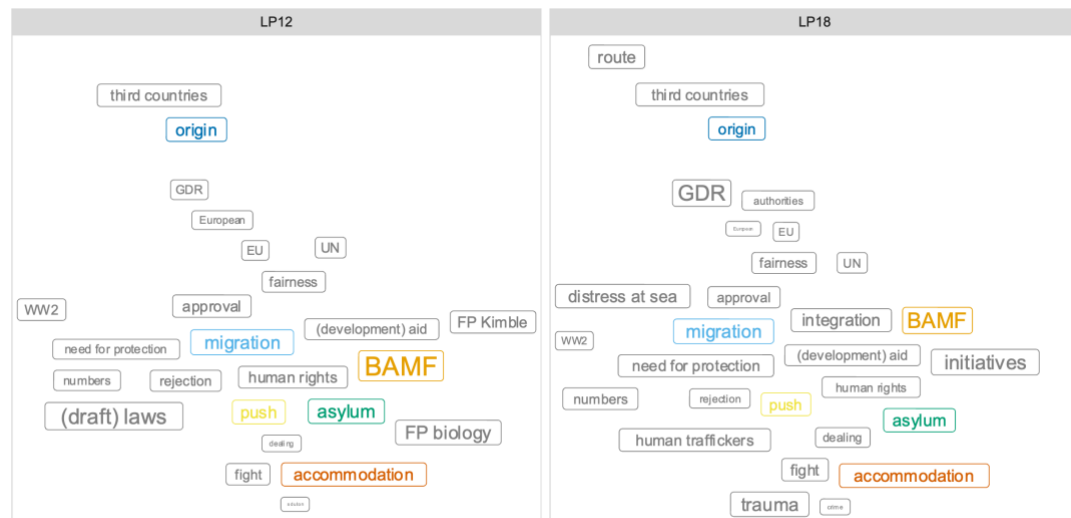 LP12
third countries
origin
GDR
European
EU
UN
fairness
WW2
approval
FP Kimble
(development) aid
migration
need for protection
BAMF
numbers
rejection
human rights
(draft) laws
push
asylum
FP biology
dealing
fight
accommodation
solution
LP18
route
third countries
origin
GDR
authorities
European
EU
fairness
UN
distress at sea
approval
integration
BAMF
migration
WW2
(development) aid
initiatives
need for protection
human rights
numbers
rejection
push
asylum
human traffickers
dealing
fight
accommodation
trauma
crime